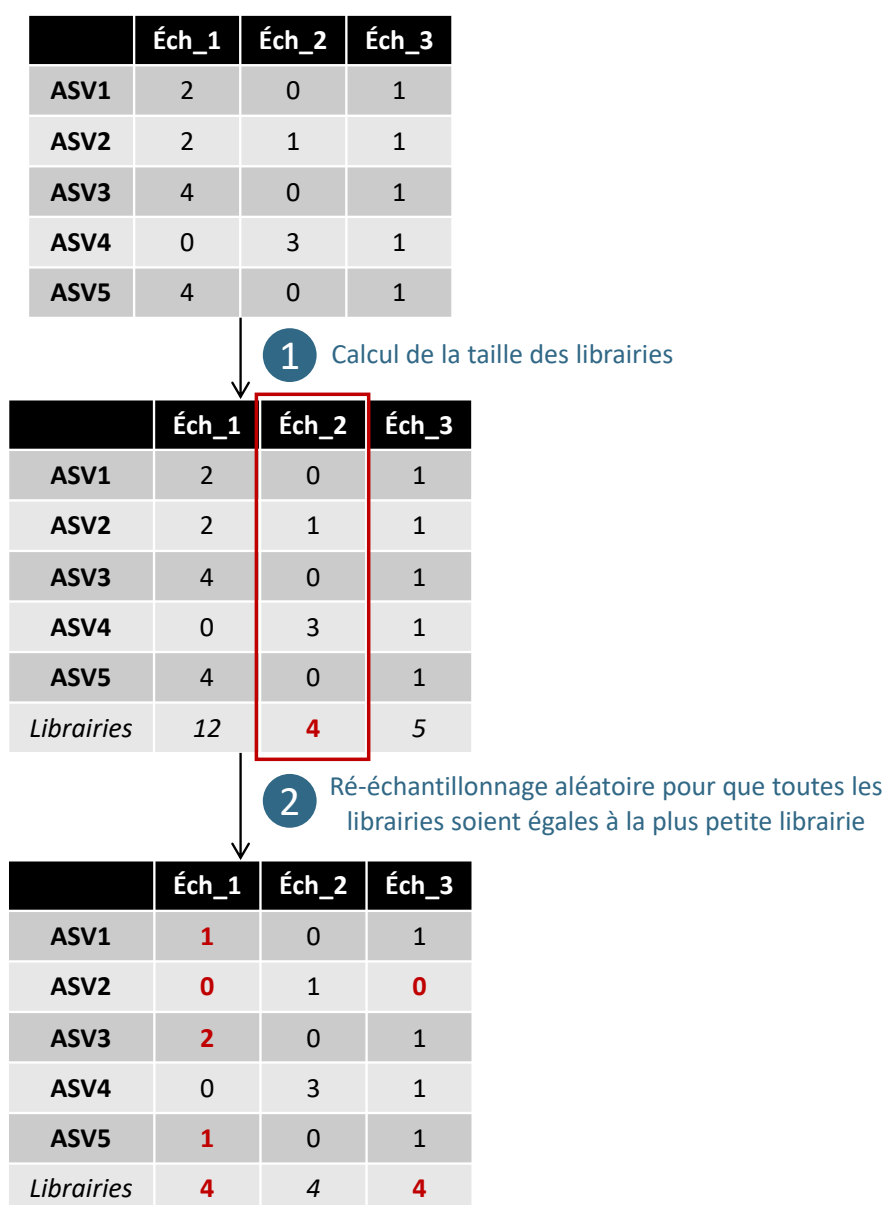 Éch_1 Éch_2 Éch_3
ASV1 2 0 1
ASV2 2 1 1
ASV3 4 0 1
ASV4 0 3 1
ASV5 4 0 1
1 Calcul de la taille des librairies
Éch_1 Éch_2 Éch_3
ASV1 2 0 1
ASV2 2 1 1
ASV3 4 0 1
ASV4 0 3 1
ASV5 4 0 1
Librairies 12 4 5
2 Ré-échantillonnage aléatoire pour que toutes les
librairies soient égales à la plus petite librairie
Éch_1 Éch_2 Éch_3
ASV1 1 0 1
ASV2 0 1 0
ASV3 2 0 1
ASV4 0 3 1
ASV5 1 0 1
Librairies 4 4 4